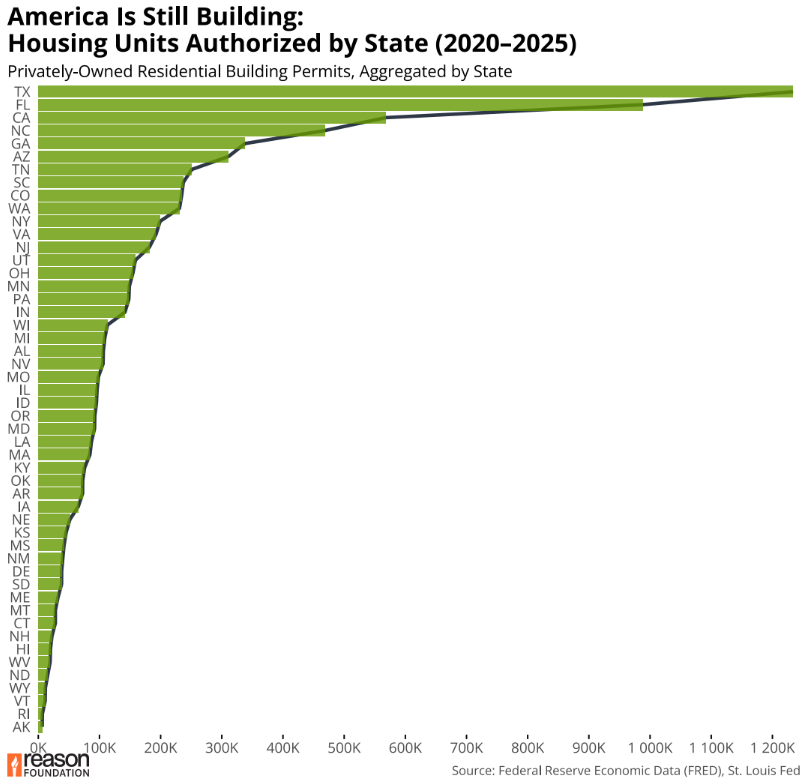 America Is Still Building:
Housing Units Authorized by State (2020–2025)
Privately-Owned Residential Building Permits, Aggregated by State
TX
FL
CA
NC
GA
AZ
TN
SC
CO
WA
NY
VA
NJ
UT
OH
MN
PA
IN
WI
MI
AL
NV
MO
IL
ID
OR
MD
LA
MA
KY
OK
AR
IA
NE
KS
MS
NM
DE
SD
ME
MT
CT
NH
HI
WV
ND
WY
VT
RI
AK
0K 100K 200K 300K 400K 500K 600K 700K 800K 900K 1 000K 1 100K 1 200K
reason
FOUNDATION
Source: Federal Reserve Economic Data (FRED), St. Louis Fed